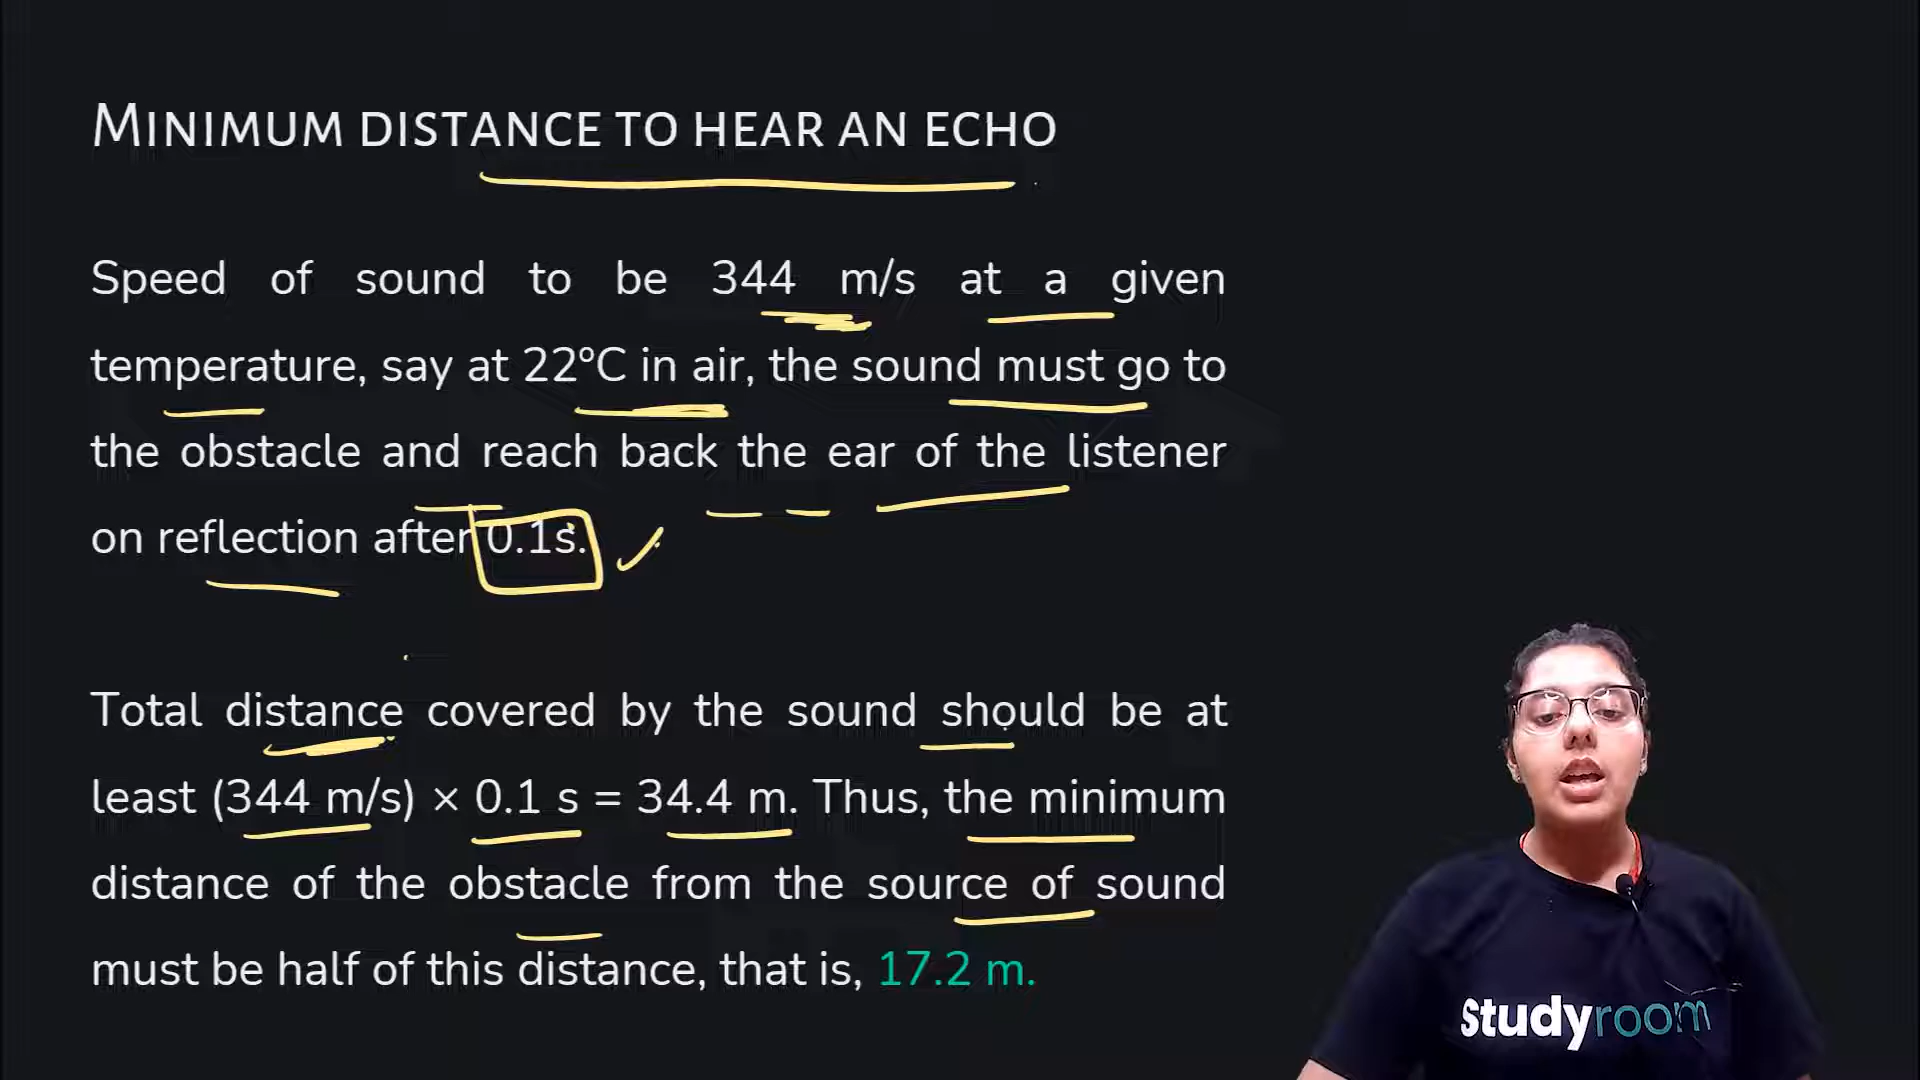 MINIMUM DISTANCE TO HEAR AN ECHO
Speed of sound to be 344 m/s at a given
temperature, say at 22ºC in air, the sound must go to
the obstacle and reach back the ear of the listener
on reflection after 0.1s.
Total distance covered by the sound should be at
least (344 m/s) × 0.1 s = 34.4 m. Thus, the minimum
distance of the obstacle from the source of sound
must be half of this distance, that is, 17.2 m.
Studyroom